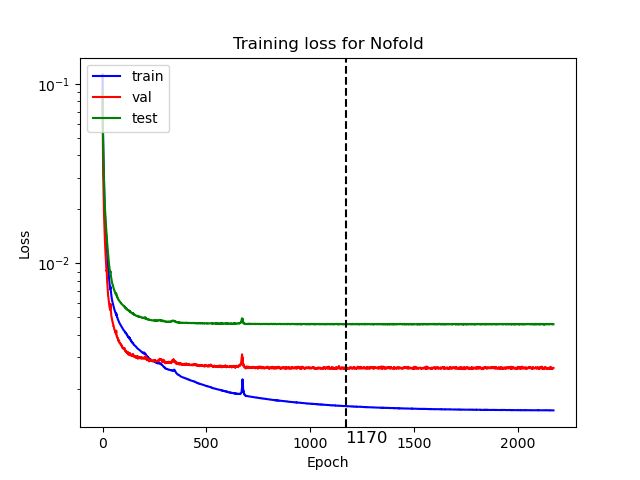 Training loss for Nofold
train
val
test
10⁻¹
10⁻²
Loss
0
500
1000
1500
2000
1170
Epoch